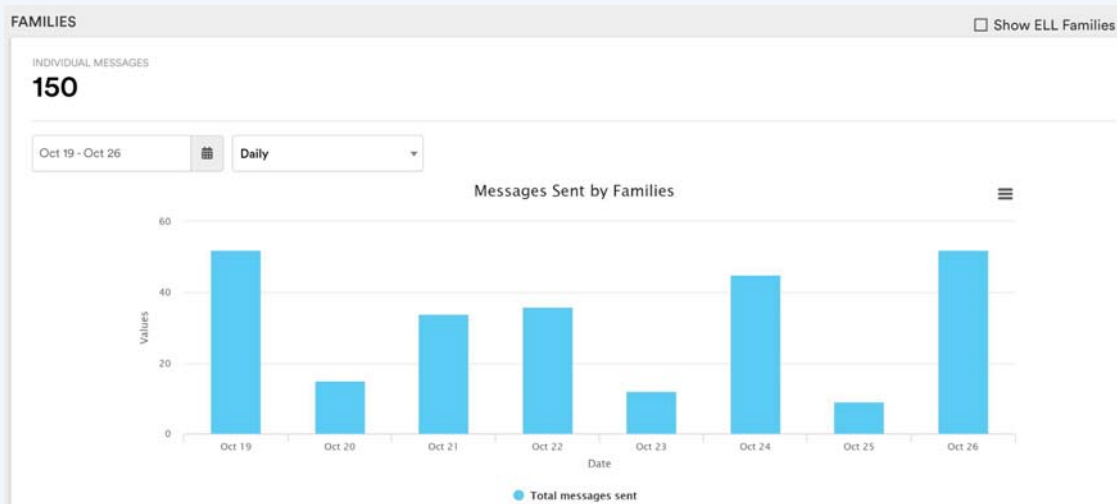 FAMILIES
Show ELL Families
INDIVIDUAL MESSAGES
150
Oct 19 - Oct 26
Daily
Messages Sent by Families
60
40
20
0
Values
Oct 19 Oct 20 Oct 21 Oct 22 Oct 23 Oct 24 Oct 25 Oct 26
Date
Total messages sent